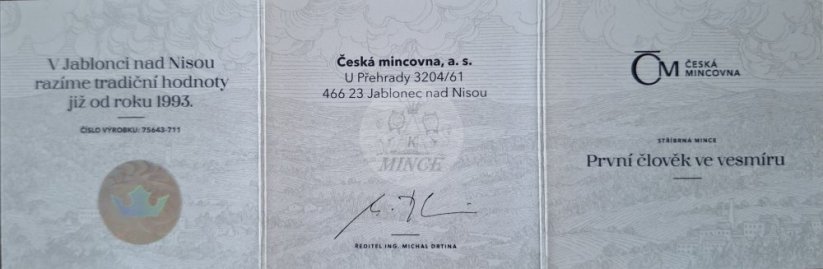 V Jablonci nad Nisou
razíme tradiční hodnoty
již od roku 1993.
ČÍSLO VÝROBKU: 75643-711
Česká mincovna, a. s.
U Přehrady 3204/61
466 23 Jablonec nad Nisou
K
MINCE
ŘEDITEL ING. MICHAL DRTINA
ČM ČESKÁ
MINCOVNA
STŘÍBRNÁ MINCE
První člověk ve vesmíru